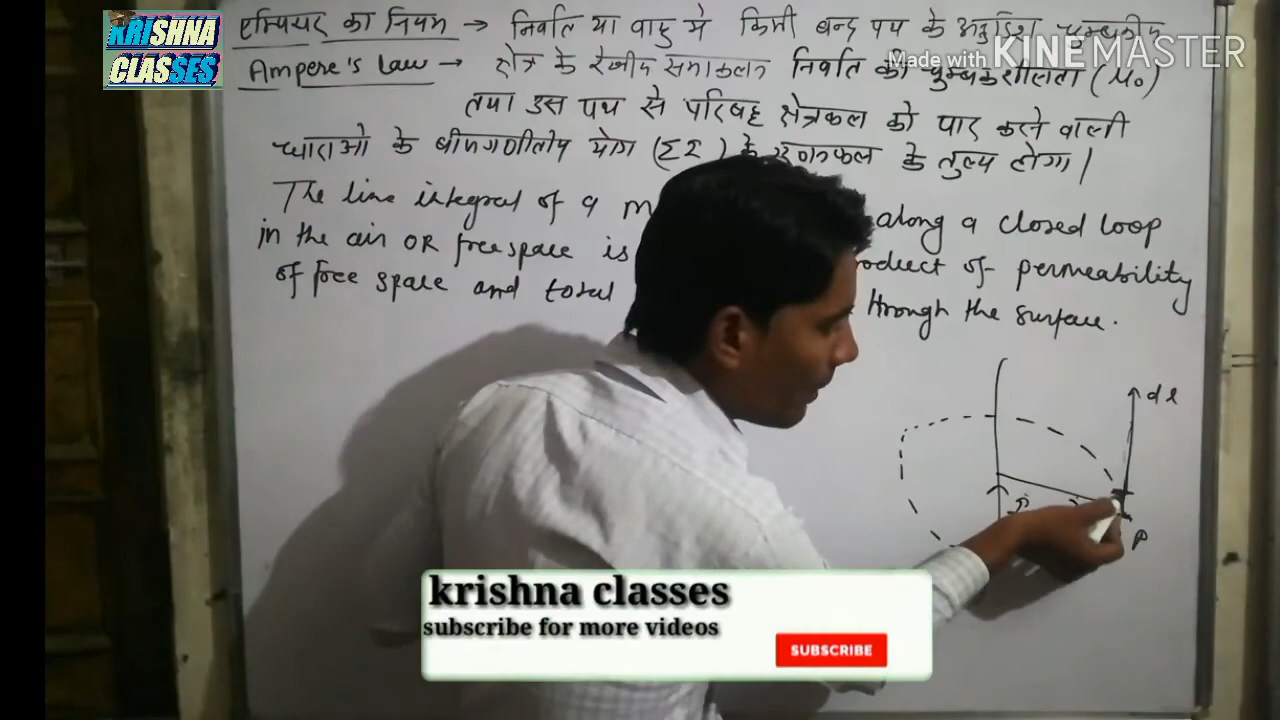 KRISHNA
CLASSES
एम्पियर का नियम → निर्वात या वायु मे किसी बन्द पथ के अनुदिश चुम्बकीय
Made with KINEMASTER
Ampere's Law → क्षेत्र के रेखीय समाकलन निर्वात की चुम्बकशीलता (μ०)
तथा उस पथ से परिबद्ध क्षेत्रफल को पार करने वाली
धाराओ के बीजगणितीय योग के गुणनफल के तुल्य होगा।
The line integral of a along a closed loop
in the air OR free space is of permeability
of free space and total through the surface.
dl
i
P
krishna classes
subscribe for more videos
SUBSCRIBE